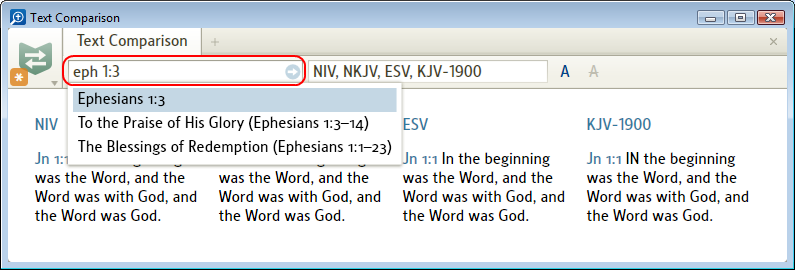 Text Comparison
Text Comparison
eph 1:3
NIV, NKJV, ESV, KJV-1900
A
A
Ephesians 1:3
To the Praise of His Glory (Ephesians 1:3–14)
The Blessings of Redemption (Ephesians 1:1–23)
NIV
ESV
KJV-1900
Jn 1:1 In the beginning
was the Word, and the
Word was with God, and
the Word was God.
was the Word, and the
Word was with God, and
the Word was God.
Jn 1:1 In the beginning
was the Word, and the
Word was with God, and
the Word was God.
Jn 1:1 IN the beginning
was the Word, and the
Word was with God, and
the Word was God.